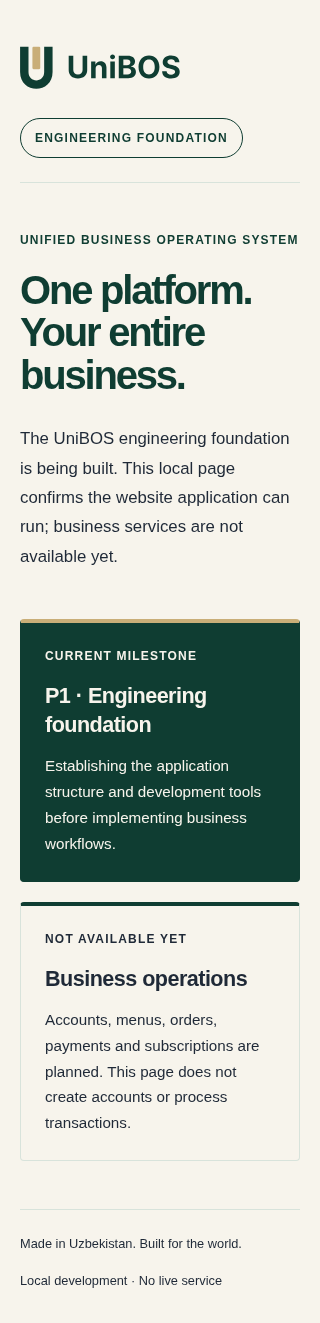 UniBOS
ENGINEERING FOUNDATION
UNIFIED BUSINESS OPERATING SYSTEM
One platform.
Your entire
business.
The UniBOS engineering foundation
is being built. This local page
confirms the website application can
run; business services are not
available yet.
CURRENT MILESTONE
P1 · Engineering
foundation
Establishing the application
structure and development tools
before implementing business
workflows.
NOT AVAILABLE YET
Business operations
Accounts, menus, orders,
payments and subscriptions are
planned. This page does not
create accounts or process
transactions.
Made in Uzbekistan. Built for the world.
Local development · No live service